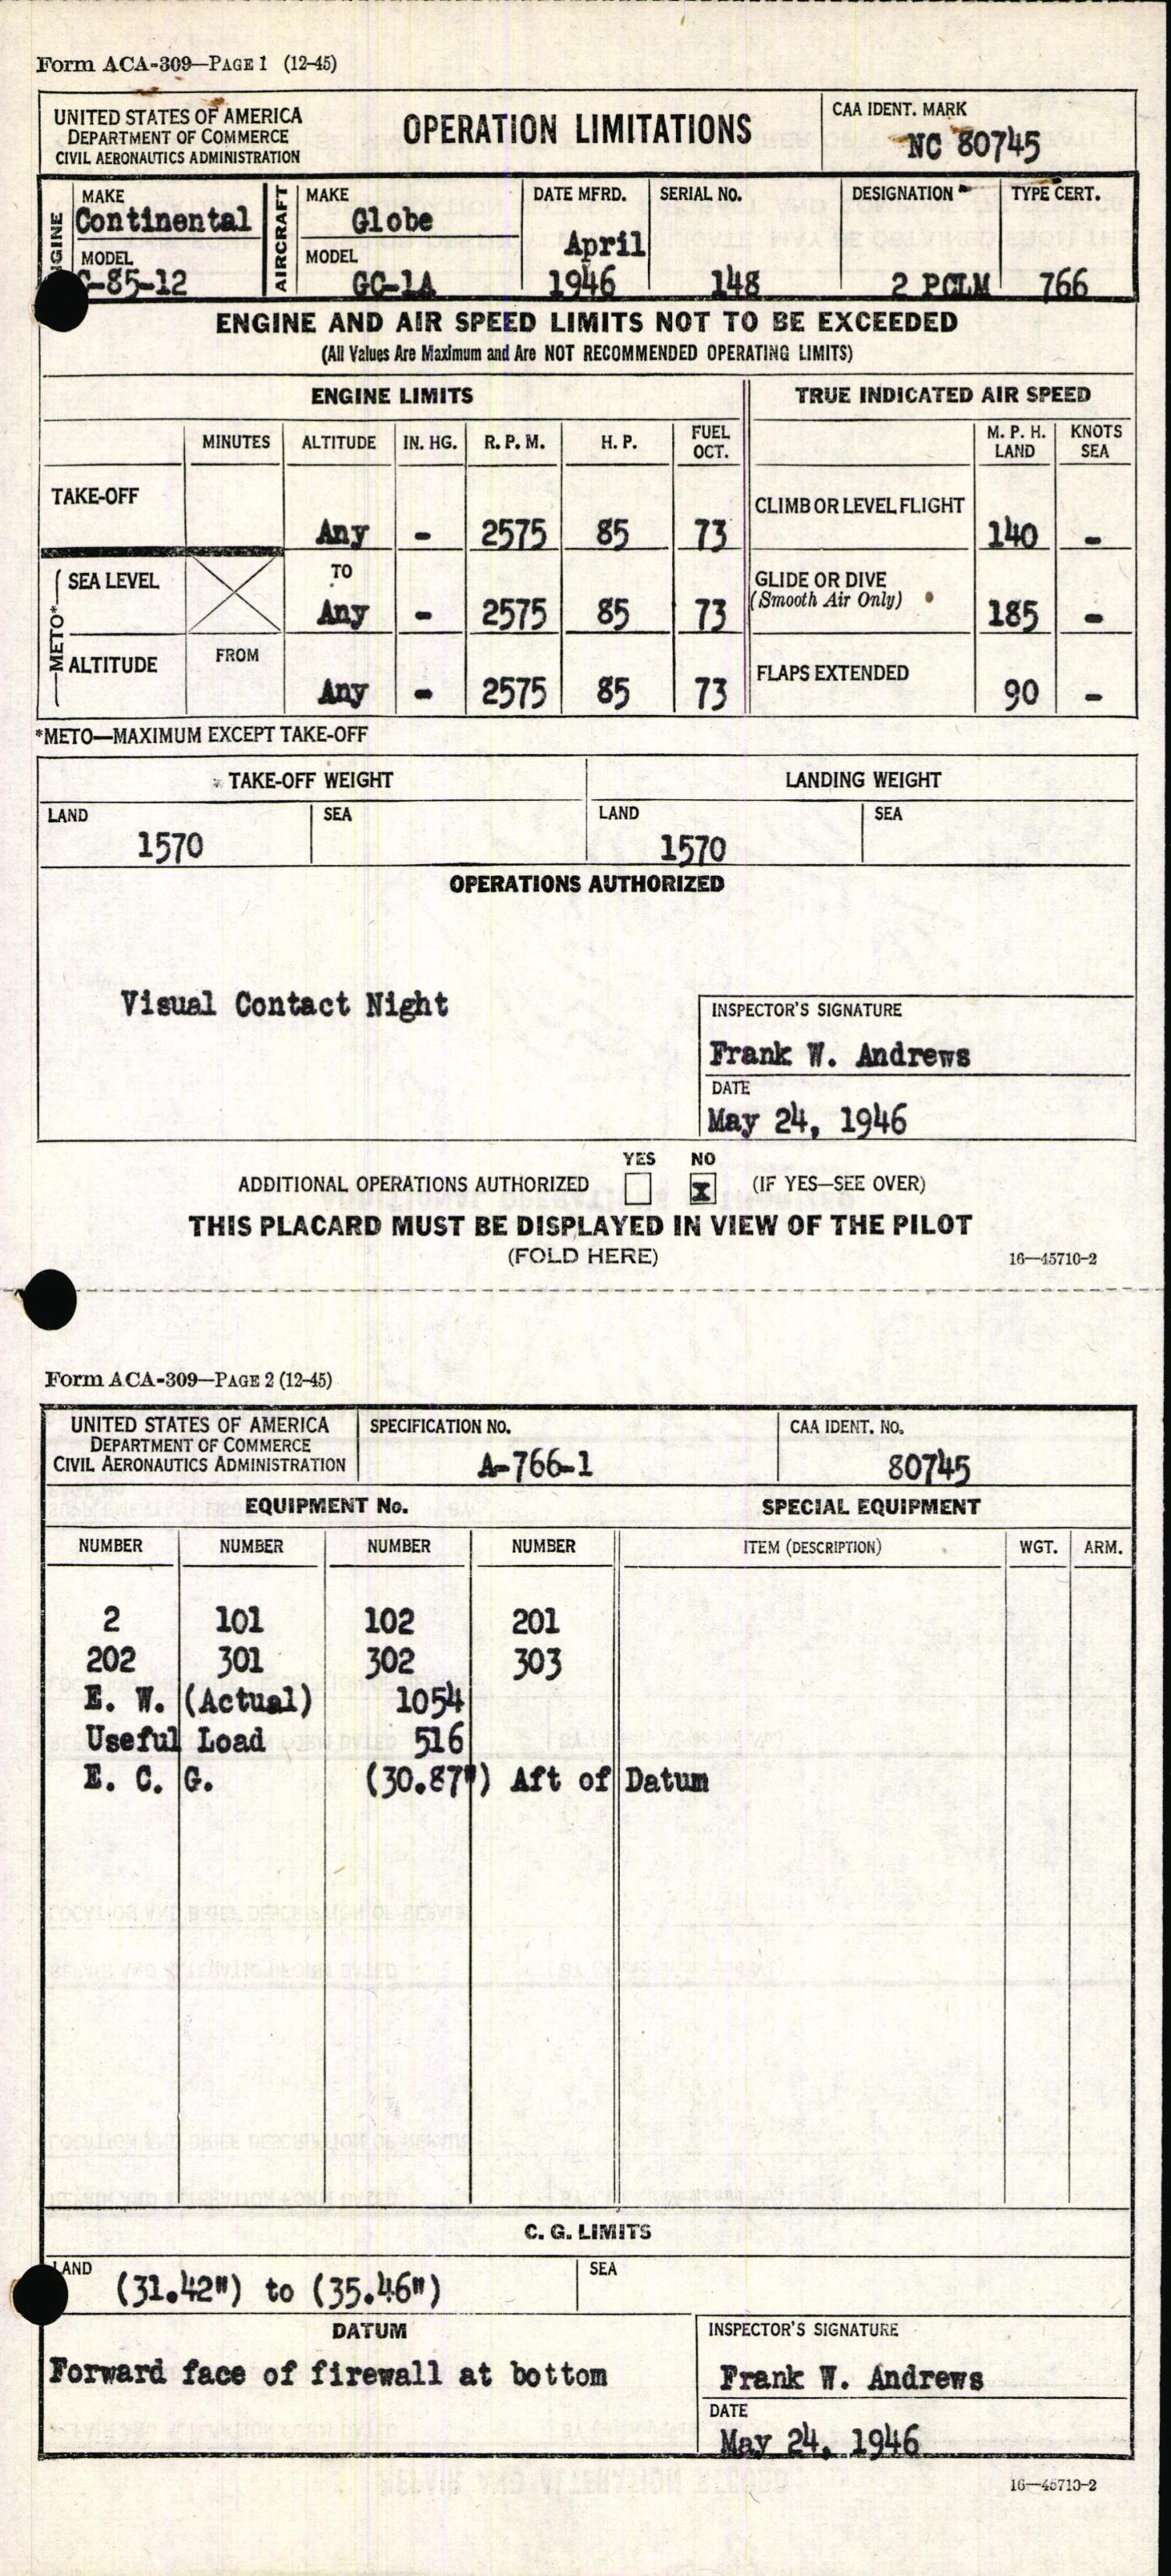 Form ACA-309—PAGE 1 (12-45)
UNITED STATES OF AMERICA
DEPARTMENT OF COMMERCE
CIVIL AERONAUTICS ADMINISTRATION
OPERATION LIMITATIONS
CAA IDENT. MARK
NC 80745
MAKE
Continental
MODEL
C-85-12
AIRCRAFT
MAKE
Globe
MODEL
GC-1A
DATE MFRD.
April
1946
SERIAL NO.
148
DESIGNATION
2 PCLM
TYPE CERT.
766
ENGINE AND AIR SPEED LIMITS NOT TO BE EXCEEDED
(All Values Are Maximum and Are NOT RECOMMENDED OPERATING LIMITS)
ENGINE LIMITS
TRUE INDICATED AIR SPEED
MINUTES ALTITUDE IN. HG. R. P. M. H. P. FUEL OCT. M. P. H. LAND KNOTS SEA
TAKE-OFF Any - 2575 85 73 CLIMB OR LEVEL FLIGHT 140 -
METO*
SEA LEVEL TO Any - 2575 85 73 GLIDE OR DIVE (Smooth Air Only) 185 -
ALTITUDE FROM Any - 2575 85 73 FLAPS EXTENDED 90 -
*METO—MAXIMUM EXCEPT TAKE-OFF
TAKE-OFF WEIGHT LANDING WEIGHT
LAND SEA LAND SEA
1570 1570
OPERATIONS AUTHORIZED
Visual Contact Night
INSPECTOR'S SIGNATURE
Frank W. Andrews
DATE
May 24, 1946
YES NO
ADDITIONAL OPERATIONS AUTHORIZED X (IF YES—SEE OVER)
THIS PLACARD MUST BE DISPLAYED IN VIEW OF THE PILOT
(FOLD HERE) 16—45710-2
Form ACA-309—PAGE 2 (12-45)
UNITED STATES OF AMERICA
DEPARTMENT OF COMMERCE
CIVIL AERONAUTICS ADMINISTRATION
SPECIFICATION NO.
A-766-1
CAA IDENT. NO.
80745
EQUIPMENT No. SPECIAL EQUIPMENT
NUMBER NUMBER NUMBER NUMBER ITEM (DESCRIPTION) WGT. ARM.
2 101 102 201
202 301 302 303
E. W. (Actual) 1054
Useful Load 516
E. C. G. (30.87") Aft of Datum
C. G. LIMITS
LAND SEA
(31.42") to (35.46")
DATUM
Forward face of firewall at bottom
INSPECTOR'S SIGNATURE
Frank W. Andrews
DATE
May 24, 1946
16—45710-2